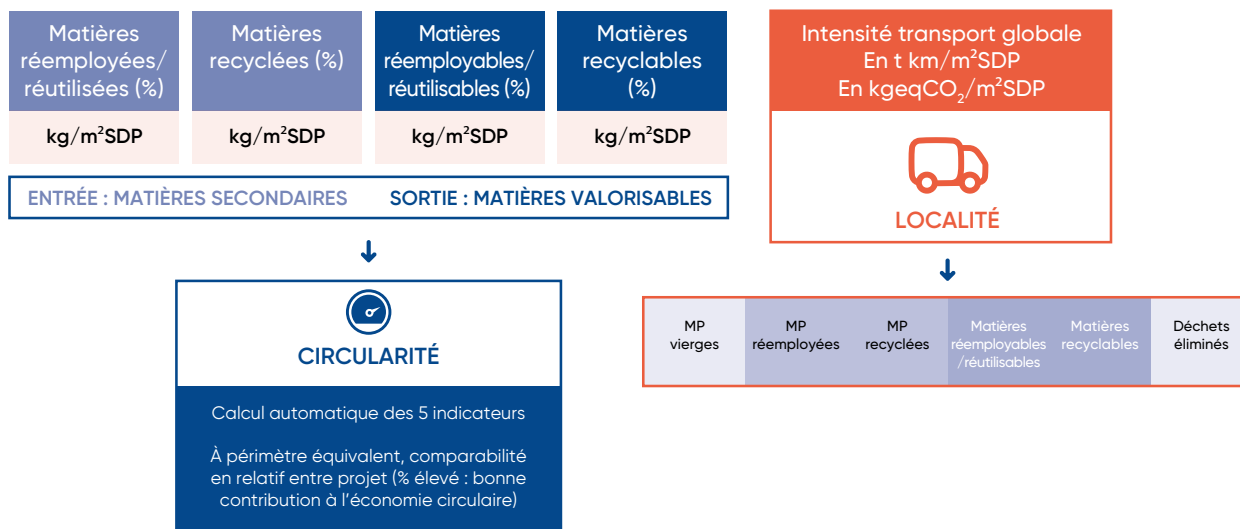 Matières
réemployées/
réutilisées (%)
kg/m²SDP
Matières
recyclées (%)
kg/m²SDP
Matières
réemployables/
réutilisables (%)
kg/m²SDP
Matières
recyclables
(%)
kg/m²SDP
ENTRÉE : MATIÈRES SECONDAIRES
SORTIE : MATIÈRES VALORISABLES
CIRCULARITÉ
Calcul automatique des 5 indicateurs
À périmètre équivalent, comparabilité
en relatif entre projet (% élevé : bonne
contribution à l’économie circulaire)
Intensité transport globale
En t km/m²SDP
En kgeqCO₂/m²SDP
LOCALITÉ
MP
vierges
MP
réemployées
MP
recyclées
Matières
réemployables
/réutilisables
Matières
recyclables
Déchets
éliminés